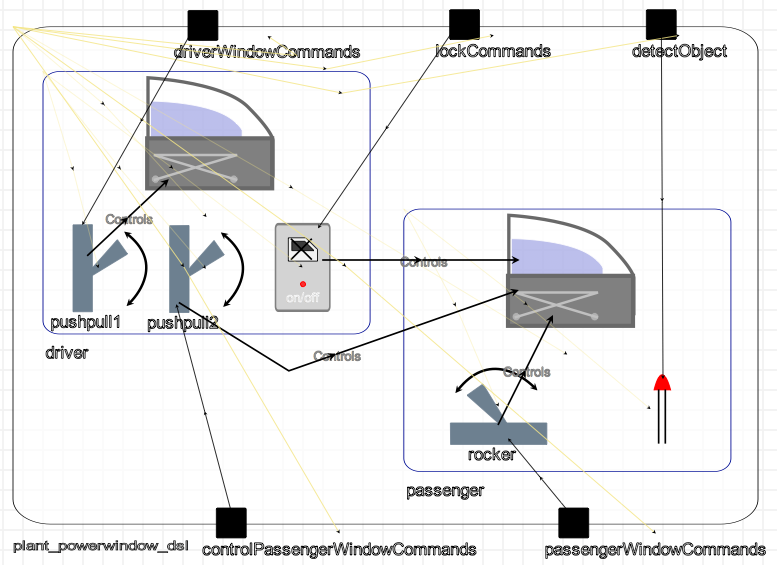 driverWindowCommands
lockCommands
detectObject
Controls
on/off
pushpull1
pushpull2
driver
Controls
Controls
Controls
rocker
passenger
plant_powerwindow_dsl
controlPassengerWindowCommands
passengerWindowCommands